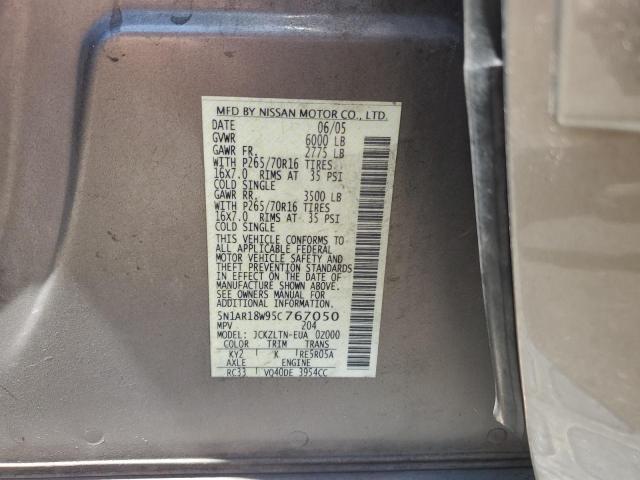 MFD BY NISSAN MOTOR CO., LTD.
DATE 06/05
GVWR 6000 LB
GAWR FR. 2775 LB
WITH P265/70R16 TIRES
16X7.0 RIMS AT 35 PSI
COLD SINGLE
GAWR RR. 3500 LB
WITH P265/70R16 TIRES
16X7.0 RIMS AT 35 PSI
COLD SINGLE
THIS VEHICLE CONFORMS TO
ALL APPLICABLE FEDERAL
MOTOR VEHICLE SAFETY AND
THEFT PREVENTION STANDARDS
IN EFFECT ON THE DATE OF
MANUFACTURE SHOWN ABOVE.
SEE OWNERS MANUAL FOR
ADDITIONAL INFORMATION.
5N1AR18W95C767050
MPV 204
MODEL: JCKZLTN-EUA 02000
COLOR TRIM TRANS
KY2 K RE5R05A
AXLE ENGINE
RC33 VQ40DE 3954CC